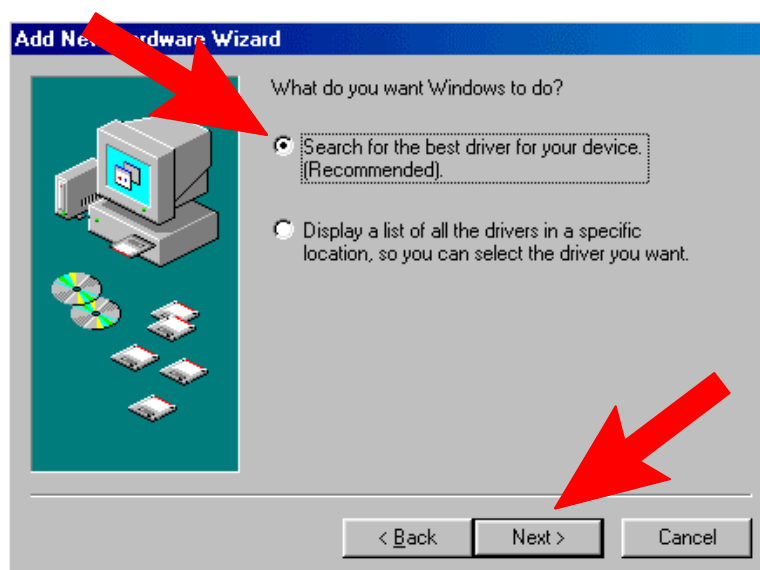 Add New Hardware Wizard
What do you want Windows to do?
Search for the best driver for your device.
(Recommended).
Display a list of all the drivers in a specific
location, so you can select the driver you want.
< Back
Next >
Cancel